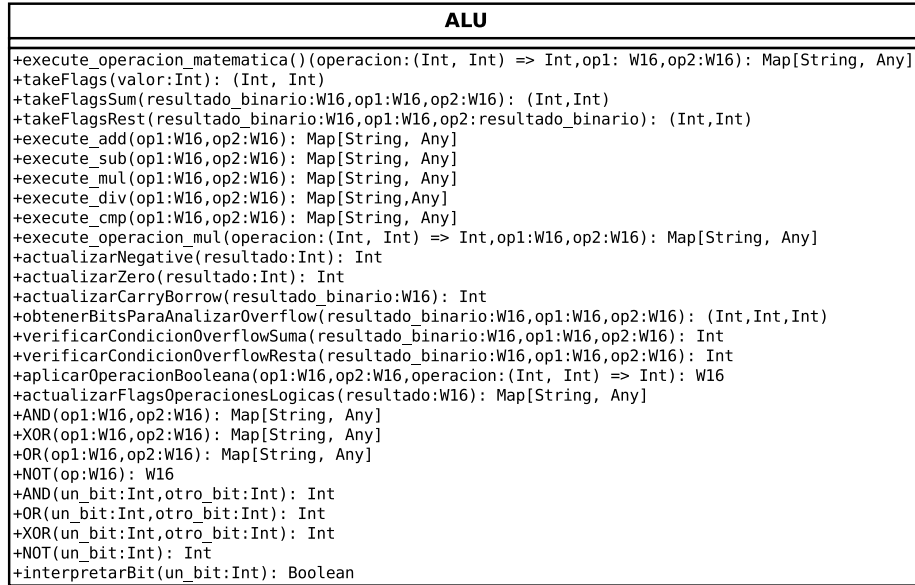 ALU
+execute_operacion_matematica()(operacion:(Int, Int) => Int,op1: W16,op2:W16): Map[String, Any]
+takeFlags(valor:Int): (Int, Int)
+takeFlagsSum(resultado_binario:W16,op1:W16,op2:W16): (Int,Int)
+takeFlagsRest(resultado_binario:W16,op1:W16,op2:resultado_binario): (Int,Int)
+execute_add(op1:W16,op2:W16): Map[String, Any]
+execute_sub(op1:W16,op2:W16): Map[String, Any]
+execute_mul(op1:W16,op2:W16): Map[String, Any]
+execute_div(op1:W16,op2:W16): Map[String,Any]
+execute_cmp(op1:W16,op2:W16): Map[String, Any]
+execute_operacion_mul(operacion:(Int, Int) => Int,op1:W16,op2:W16): Map[String, Any]
+actualizarNegative(resultado:Int): Int
+actualizarZero(resultado:Int): Int
+actualizarCarryBorrow(resultado_binario:W16): Int
+obtenerBitsParaAnalizarOverflow(resultado_binario:W16,op1:W16,op2:W16): (Int,Int,Int)
+verificarCondicionOverflowSuma(resultado_binario:W16,op1:W16,op2:W16): Int
+verificarCondicionOverflowResta(resultado_binario:W16,op1:W16,op2:W16): Int
+aplicarOperacionBooleana(op1:W16,op2:W16,operacion:(Int, Int) => Int): W16
+actualizarFlagsOperacionesLogicas(resultado:W16): Map[String, Any]
+AND(op1:W16,op2:W16): Map[String, Any]
+XOR(op1:W16,op2:W16): Map[String, Any]
+OR(op1:W16,op2:W16): Map[String, Any]
+NOT(op:W16): W16
+AND(un_bit:Int,otro_bit:Int): Int
+OR(un_bit:Int,otro_bit:Int): Int
+XOR(un_bit:Int,otro_bit:Int): Int
+NOT(un_bit:Int): Int
+interpretarBit(un_bit:Int): Boolean